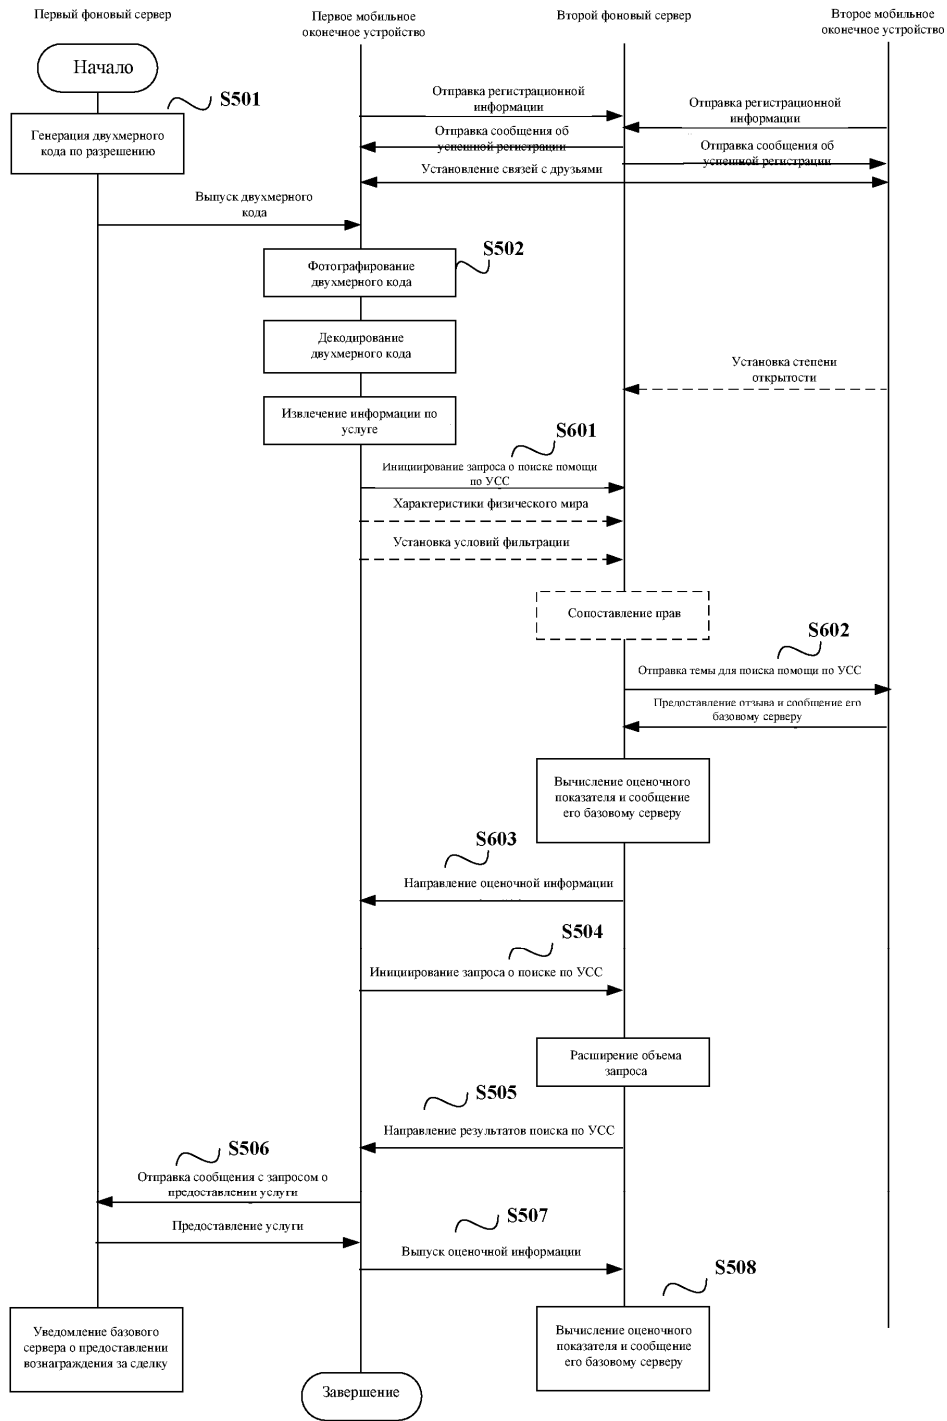 Первый фоновый сервер
Первое мобильное
оконечное устройство
Второй фоновый сервер
Второе мобильное
оконечное устройство
Начало
S501
Генерация двухмерного
кода по разрешению
Отправка регистрационной
информации
Отправка регистрационной
информации
Отправка сообщения об
успешной регистрации
Отправка сообщения об
успешной регистрации
Установление связей с друзьями
Выпуск двухмерного
кода
S502
Фотографирование
двухмерного кода
Декодирование
двухмерного кода
Установка степени
открытости
Извлечение информации по
услуге
S601
Инициирование запроса о поиске помощи
по УСС
Характеристики физического мира
Установка условий фильтрации
Сопоставление прав
S602
Отправка темы для поиска помощи по УСС
Предоставление отзыва и сообщение его
базовому серверу
Вычисление оценочного
показателя и сообщение
его базовому серверу
S603
Направление оценочной информации
S504
Инициирование запроса о поиске по УСС
Расширение объема
запроса
S505
Направление результатов поиска по УСС
S506
Отправка сообщения с запросом о
предоставлении услуги
S507
Предоставление услуги
Выпуск оценочной информации
S508
Уведомление базового
сервера о предоставлении
вознаграждения за сделку
Вычисление оценочного
показателя и сообщение
его базовому серверу
Завершение